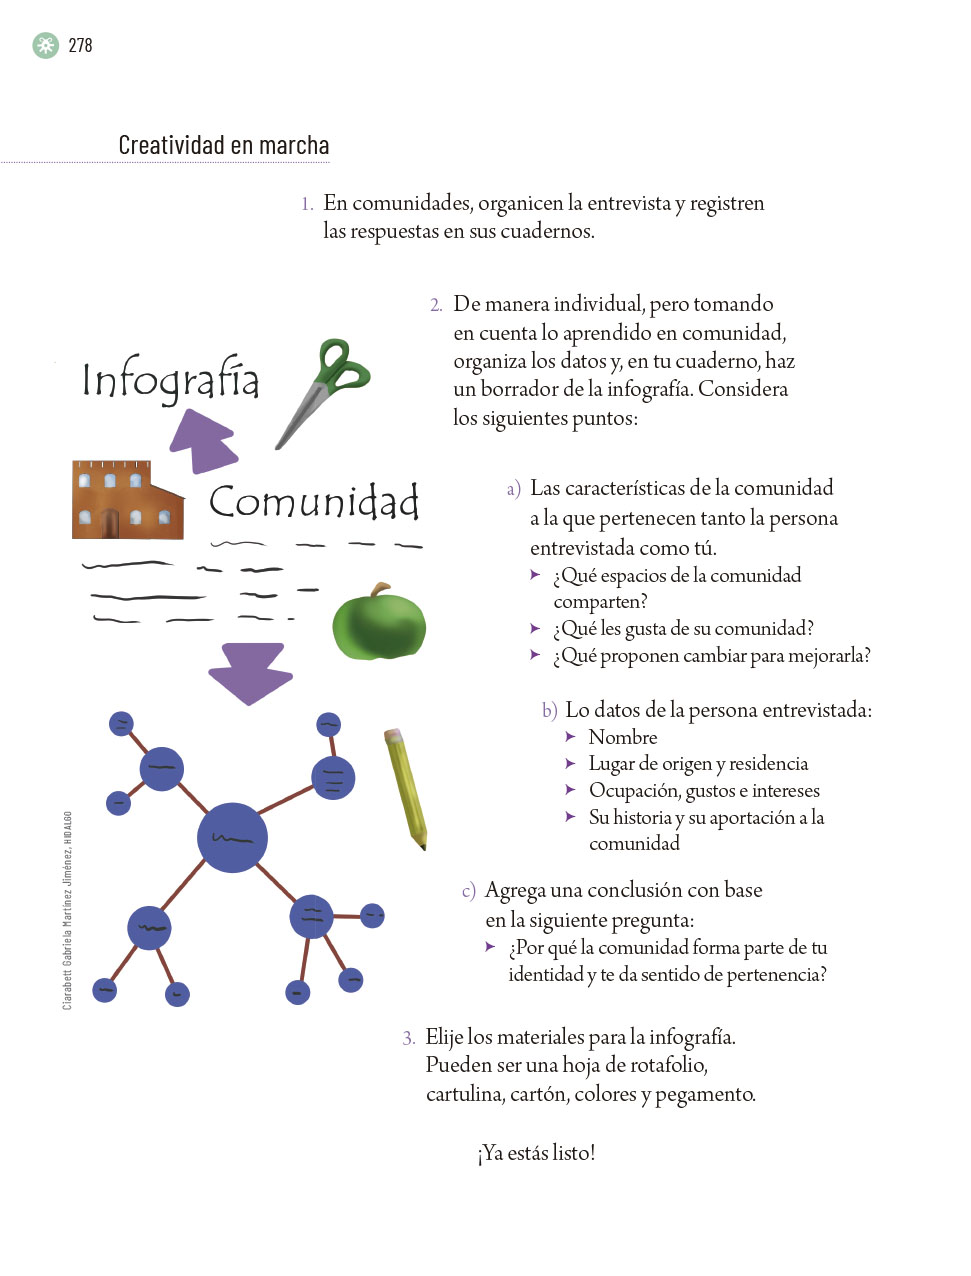 278
Creatividad en marcha
1. En comunidades, organicen la entrevista y registren
las respuestas en sus cuadernos.
2. De manera individual, pero tomando
en cuenta lo aprendido en comunidad,
organiza los datos y, en tu cuaderno, haz
un borrador de la infografía. Considera
los siguientes puntos:
Infografía
Comunidad
a) Las características de la comunidad
a la que pertenecen tanto la persona
entrevistada como tú.
➤ ¿Qué espacios de la comunidad
comparten?
➤ ¿Qué les gusta de su comunidad?
➤ ¿Qué proponen cambiar para mejorarla?
b) Lo datos de la persona entrevistada:
➤ Nombre
➤ Lugar de origen y residencia
➤ Ocupación, gustos e intereses
➤ Su historia y su aportación a la
comunidad
c) Agrega una conclusión con base
en la siguiente pregunta:
➤ ¿Por qué la comunidad forma parte de tu
identidad y te da sentido de pertenencia?
3. Elije los materiales para la infografía.
Pueden ser una hoja de rotafolio,
cartulina, cartón, colores y pegamento.
¡Ya estás listo!
Ciarabett Gabriela Martínez Jiménez, HIDALGO